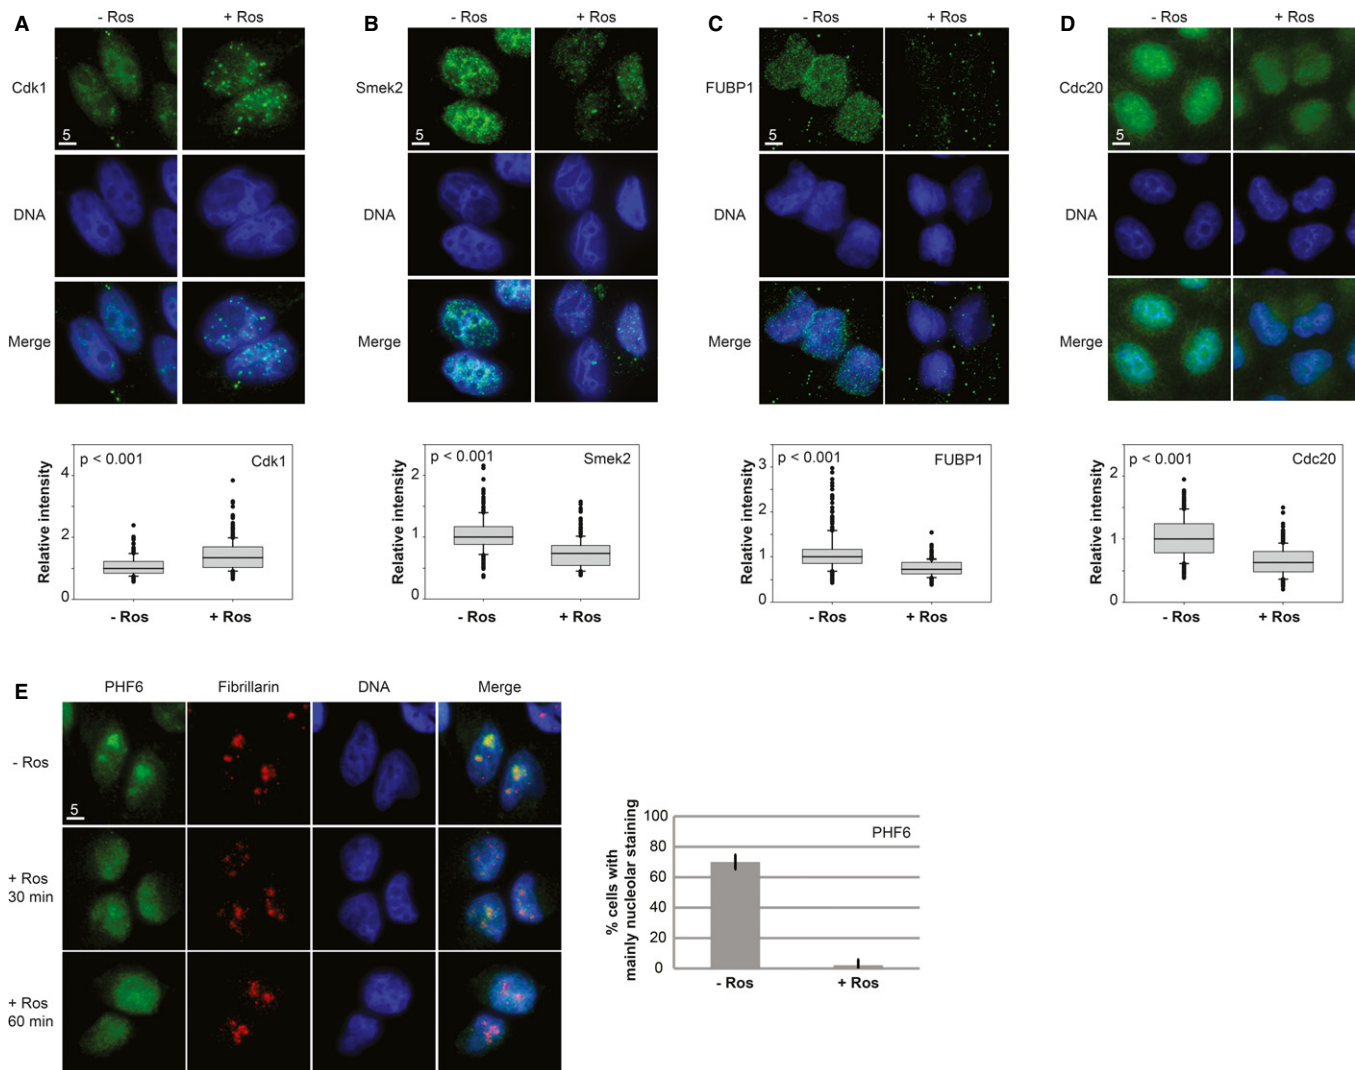 A
- Ros
+ Ros
Cdk1
5
DNA
Merge
Relative intensity
4
2
0
p < 0.001
Cdk1
- Ros
+ Ros
B
- Ros
+ Ros
Smek2
5
DNA
Merge
Relative intensity
2
1
0
p < 0.001
Smek2
- Ros
+ Ros
C
- Ros
+ Ros
FUBP1
5
DNA
Merge
Relative intensity
3
2
1
0
p < 0.001
FUBP1
- Ros
+ Ros
D
- Ros
+ Ros
Cdc20
5
DNA
Merge
Relative intensity
2
1
0
p < 0.001
Cdc20
- Ros
+ Ros
E
PHF6
Fibrillarin
DNA
Merge
- Ros
5
+ Ros
30 min
+ Ros
60 min
% cells with
mainly nucleolar staining
100
80
60
40
20
0
PHF6
- Ros
+ Ros